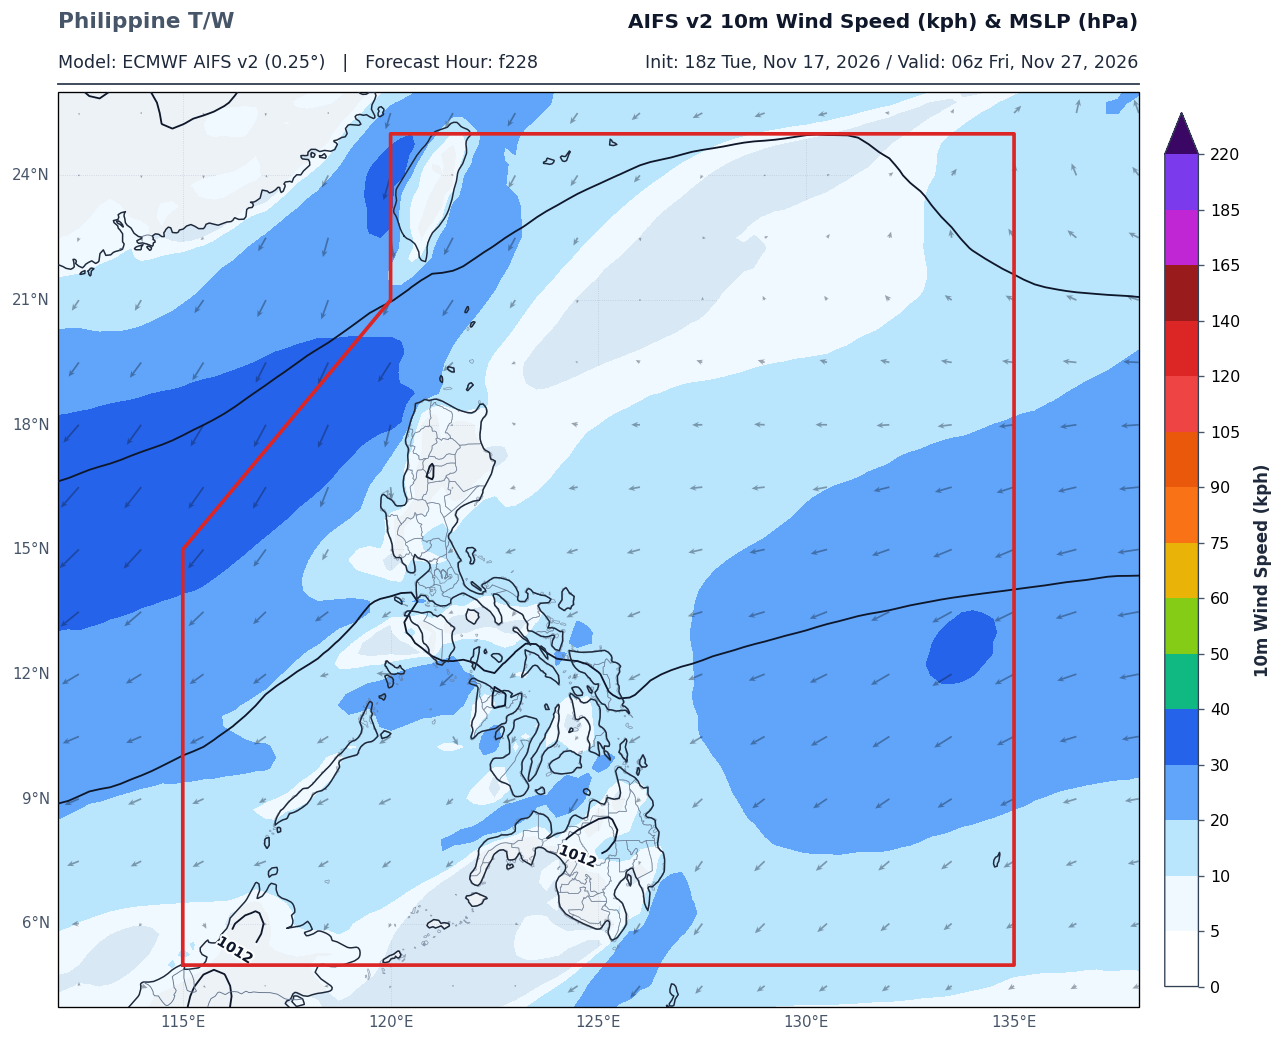 Philippine T/W
AIFS v2 10m Wind Speed (kph) & MSLP (hPa)
Model: ECMWF AIFS v2 (0.25°) | Forecast Hour: f228
Init: 18z Tue, Nov 17, 2026 / Valid: 06z Fri, Nov 27, 2026
24°N
21°N
18°N
15°N
12°N
9°N
6°N
1012
1012
115°E
120°E
125°E
130°E
135°E
220
185
165
140
120
105
90
75
60
50
40
30
20
10
5
0
10m Wind Speed (kph)